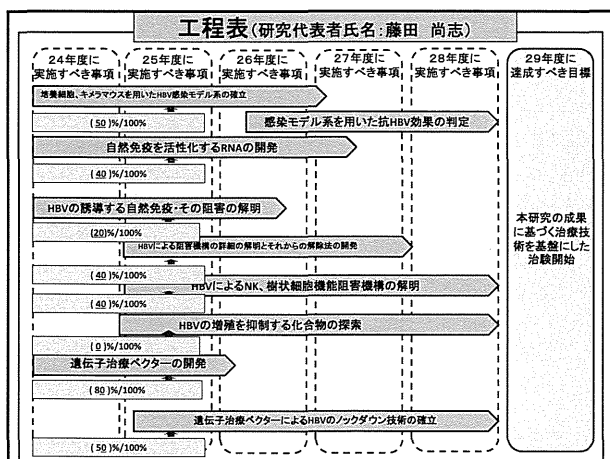 工程表(研究代表者氏名:藤田 尚志)
24年度に
実施すべき事項
25年度に
実施すべき事項
26年度に
実施すべき事項
27年度に
実施すべき事項
28年度に
実施すべき事項
29年度に
達成すべき目標
培養細胞、キメラマウスを用いたHBV感染モデル系の確立
(50)%/100%
感染モデル系を用いた抗HBV効果の判定
自然免疫を活性化するRNAの開発
(40)%/100%
HBVの誘導する自然免疫・その阻害の解明
(20)%/100%
HBVによる阻害機構の詳細の解明とそれからの解除法の開発
(40)%/100%
HBVによるNK、樹状細胞機能阻害機構の解明
(40)%/100%
HBVの増殖を抑制する化合物の探索
(0)%/100%
遺伝子治療ベクターの開発
(80)%/100%
遺伝子治療ベクターによるHBVのノックダウン技術の確立
(50)%/100%
本研究の成果
に基づく治療技
術を基盤にした
治験開始